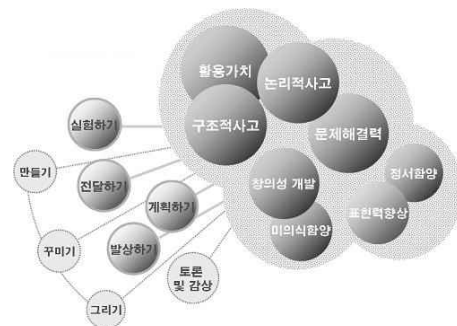 활용가치
논리적사고
구조적사고
문제해결력
실험하기
만들기
전달하기
창의성 개발
정서함양
계획하기
표현력향상
미의식함양
꾸미기
발상하기
토론
및 감상
그리기